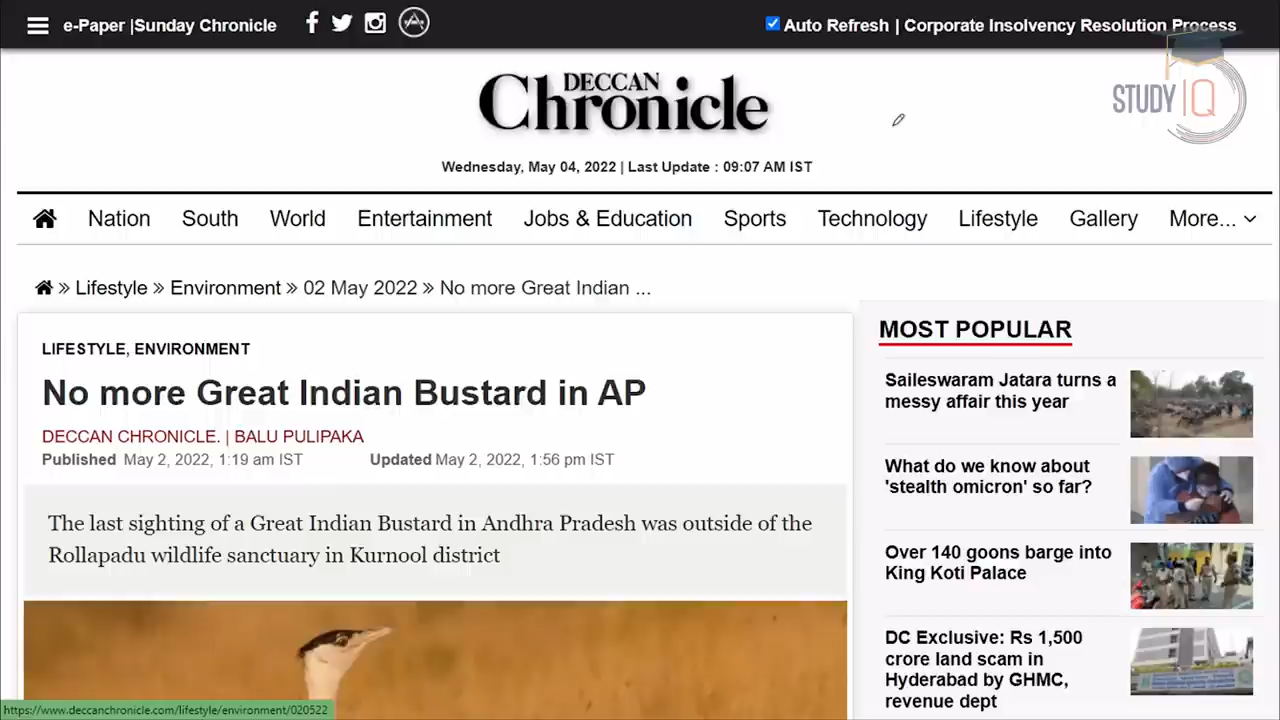 e-Paper |Sunday Chronicle
Auto Refresh | Corporate Insolvency Resolution Process
STUDY IQ
DECCAN
Chronicle
Wednesday, May 04, 2022 | Last Update : 09:07 AM IST
Nation South World Entertainment Jobs & Education Sports Technology Lifestyle Gallery More...
» Lifestyle » Environment » 02 May 2022 » No more Great Indian ...
LIFESTYLE, ENVIRONMENT
No more Great Indian Bustard in AP
DECCAN CHRONICLE. | BALU PULIPAKA
Published May 2, 2022, 1:19 am IST Updated May 2, 2022, 1:56 pm IST
The last sighting of a Great Indian Bustard in Andhra Pradesh was outside of the
Rollapadu wildlife sanctuary in Kurnool district
MOST POPULAR
Saileswaram Jatara turns a
messy affair this year
What do we know about
'stealth omicron' so far?
Over 140 goons barge into
King Koti Palace
DC Exclusive: Rs 1,500
crore land scam in
Hyderabad by GHMC,
revenue dept
https://www.deccanchronicle.com/lifestyle/environment/020522